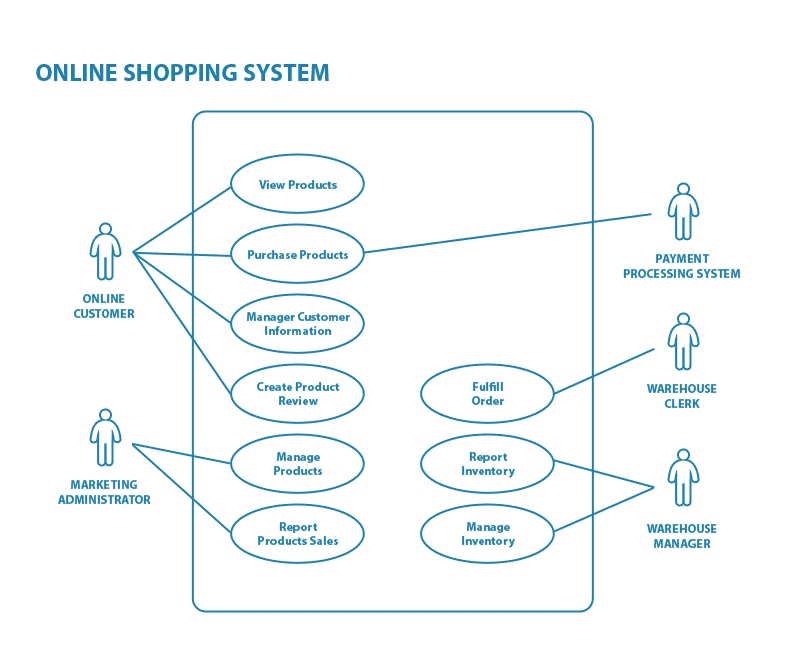 ONLINE SHOPPING SYSTEM
View Products
Purchase Products
Manager Customer
Information
Create Product
Review
Manage
Products
Report
Products Sales
Fulfill
Order
Report
Inventory
Manage
Inventory
ONLINE
CUSTOMER
MARKETING
ADMINISTRATOR
PAYMENT
PROCESSING SYSTEM
WAREHOUSE
CLERK
WAREHOUSE
MANAGER